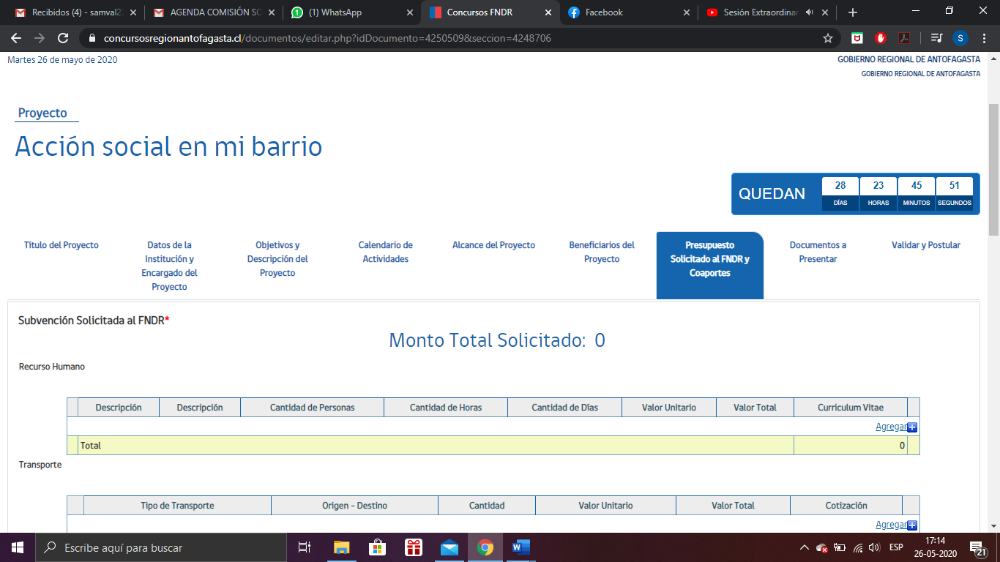 Recibidos (4) - samval2
AGENDA COMISIÓN SO
(1) WhatsApp
Concursos FNDR
Facebook
Sesión Extraordinar
concursosregionantofagasta.cl/documentos/editar.php?idDocumento=4250509&seccion=4248706
S
Martes 26 de mayo de 2020
GOBIERNO REGIONAL DE ANTOFAGASTA
GOBIERNO REGIONAL DE ANTOFAGASTA
Proyecto
Acción social en mi barrio
QUEDAN
28 23 45 51
DÍAS HORAS MINUTOS SEGUNDOS
Título del Proyecto
Datos de la
Institución y
Encargado del
Proyecto
Objetivos y
Descripción del
Proyecto
Calendario de
Actividades
Alcance del Proyecto
Beneficiarios del
Proyecto
Presupuesto
Solicitado al FNDR y
Coaportes
Documentos a
Presentar
Validar y Postular
Subvención Solicitada al FNDR*
Monto Total Solicitado: 0
Recurso Humano
Descripción Descripción Cantidad de Personas Cantidad de Horas Cantidad de Días Valor Unitario Valor Total Curriculum Vitae
Agregar
Total 0
Transporte
Tipo de Transporte Origen - Destino Cantidad Valor Unitario Valor Total Cotización
Agregar
Escribe aquí para buscar
ESP
17:14
26-05-2020
21